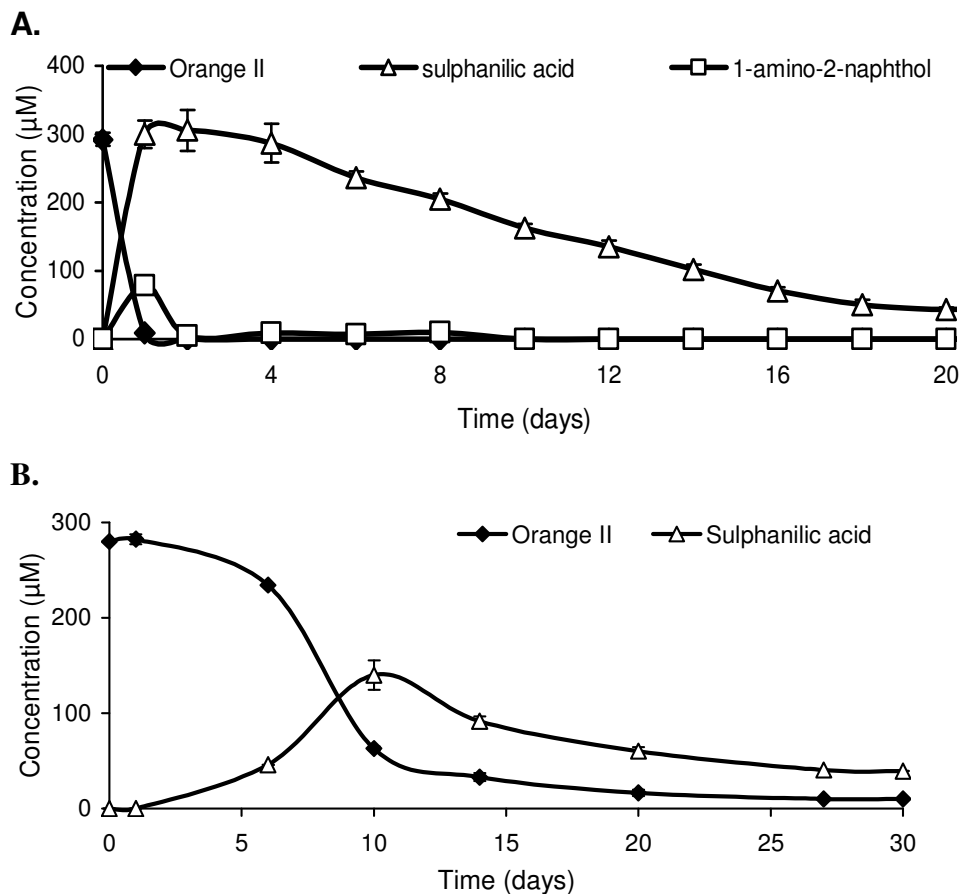 A.
400
Orange II
sulphanilic acid
1-amino-2-naphthol
300
200
100
0
Concentration (µM)
0 4 8 12 16 20
Time (days)
B.
300
Orange II
Sulphanilic acid
200
100
0
Concentration (µM)
0 5 10 15 20 25 30
Time (days)